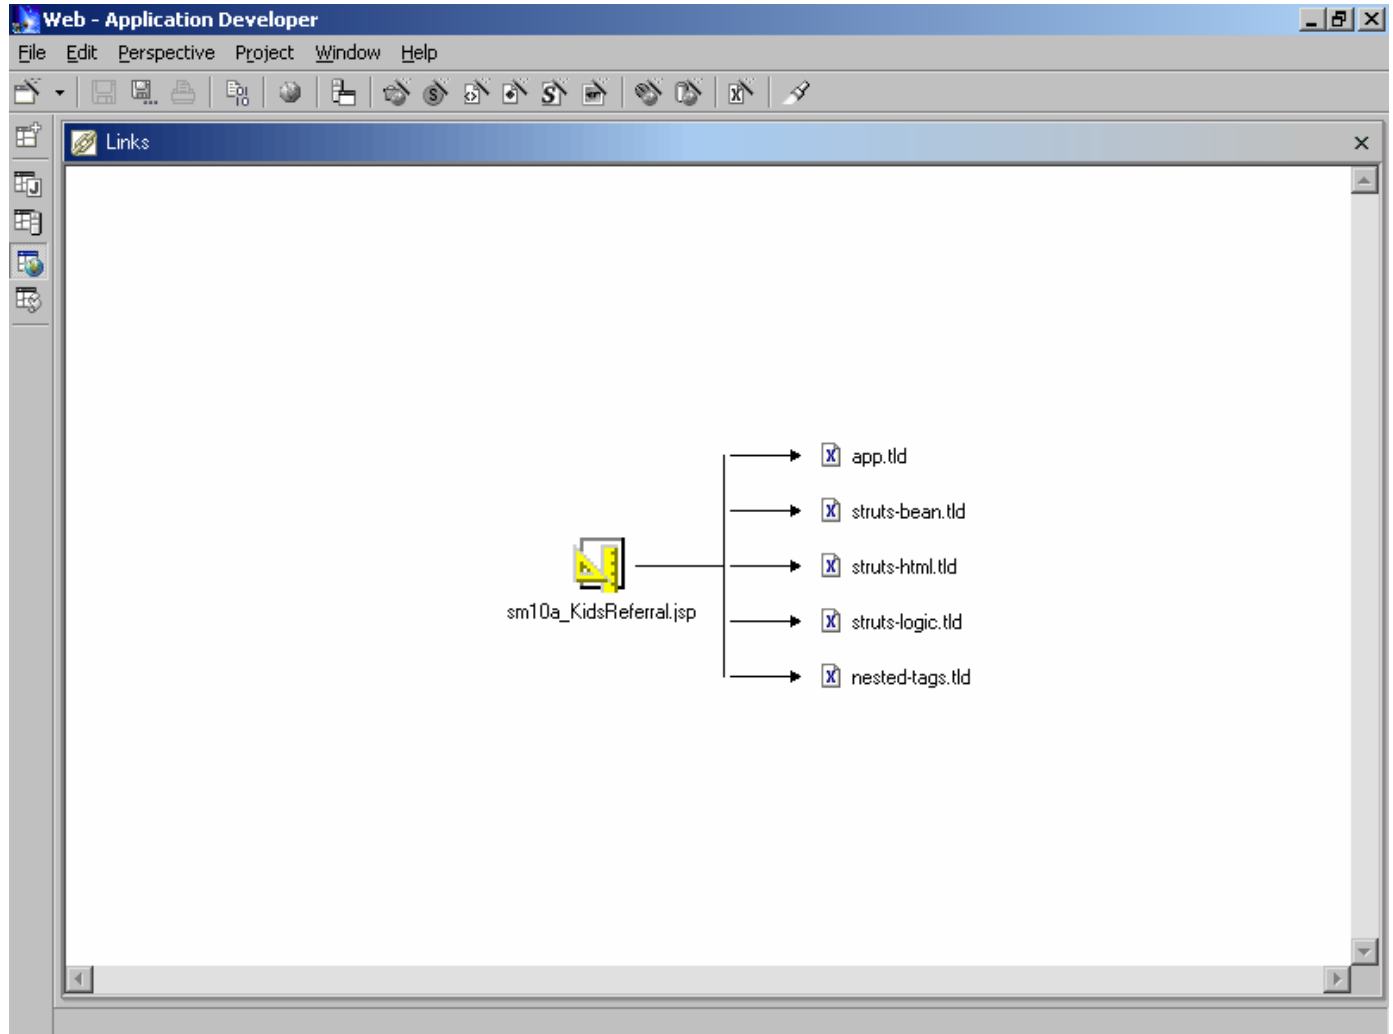 Web - Application Developer
File Edit Perspective Project Window Help
Links
app.tld
struts-bean.tld
struts-html.tld
sm10a_KidsReferral.jsp
struts-logic.tld
nested-tags.tld